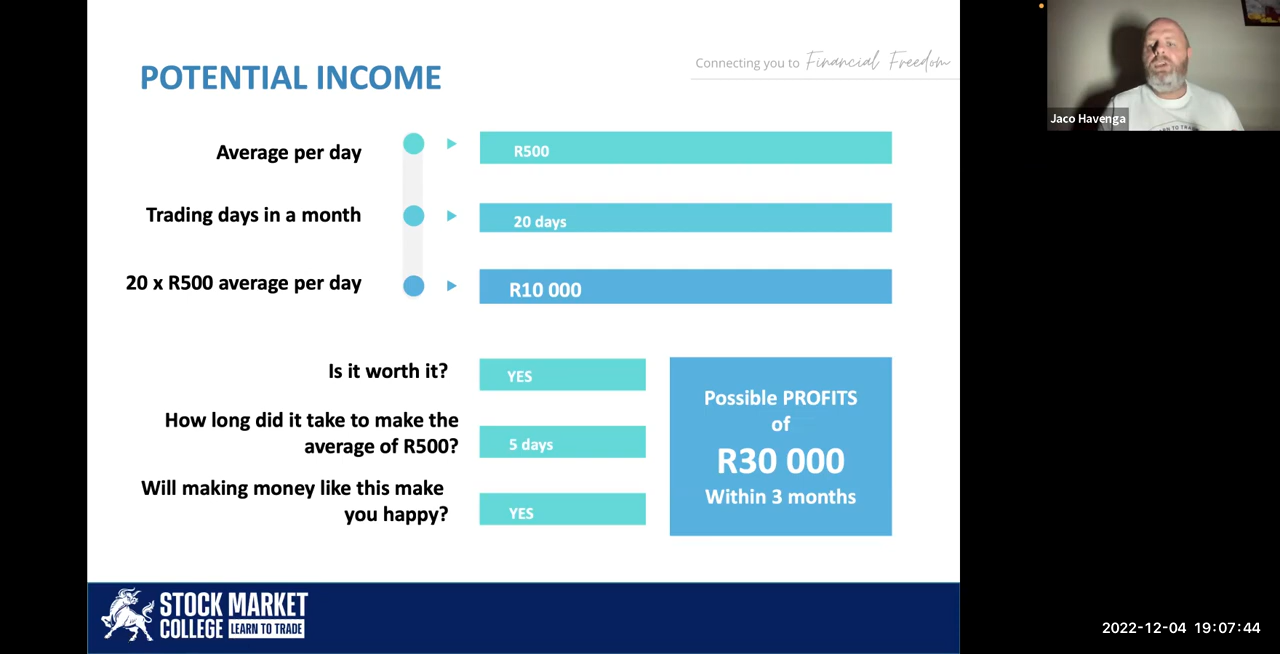 POTENTIAL INCOME
Connecting you to Financial Freedom
Average per day
R500
Trading days in a month
20 days
20 x R500 average per day
R10 000
Is it worth it?
YES
How long did it take to make the
average of R500?
5 days
Will making money like this make
you happy?
YES
Possible PROFITS
of
R30 000
Within 3 months
STOCK MARKET
COLLEGE LEARN TO TRADE
Jaco Havenga
2022-12-04 19:07:44